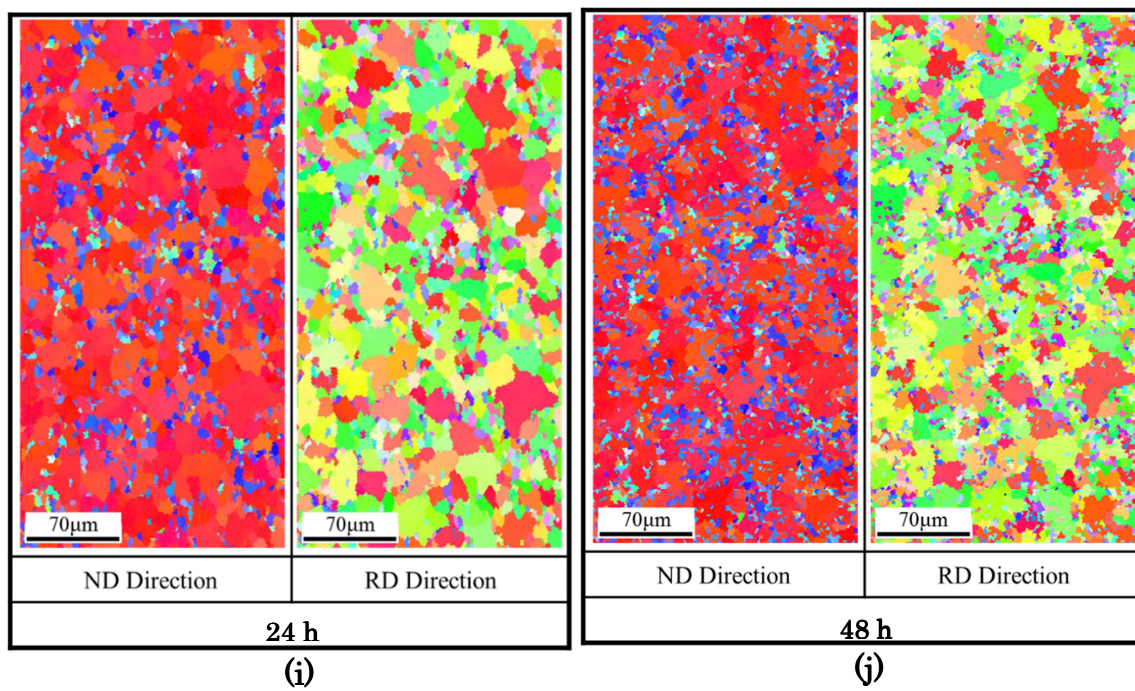 70μm
70μm
ND Direction
RD Direction
24 h
(i)
70μm
70μm
ND Direction
RD Direction
48 h
(j)